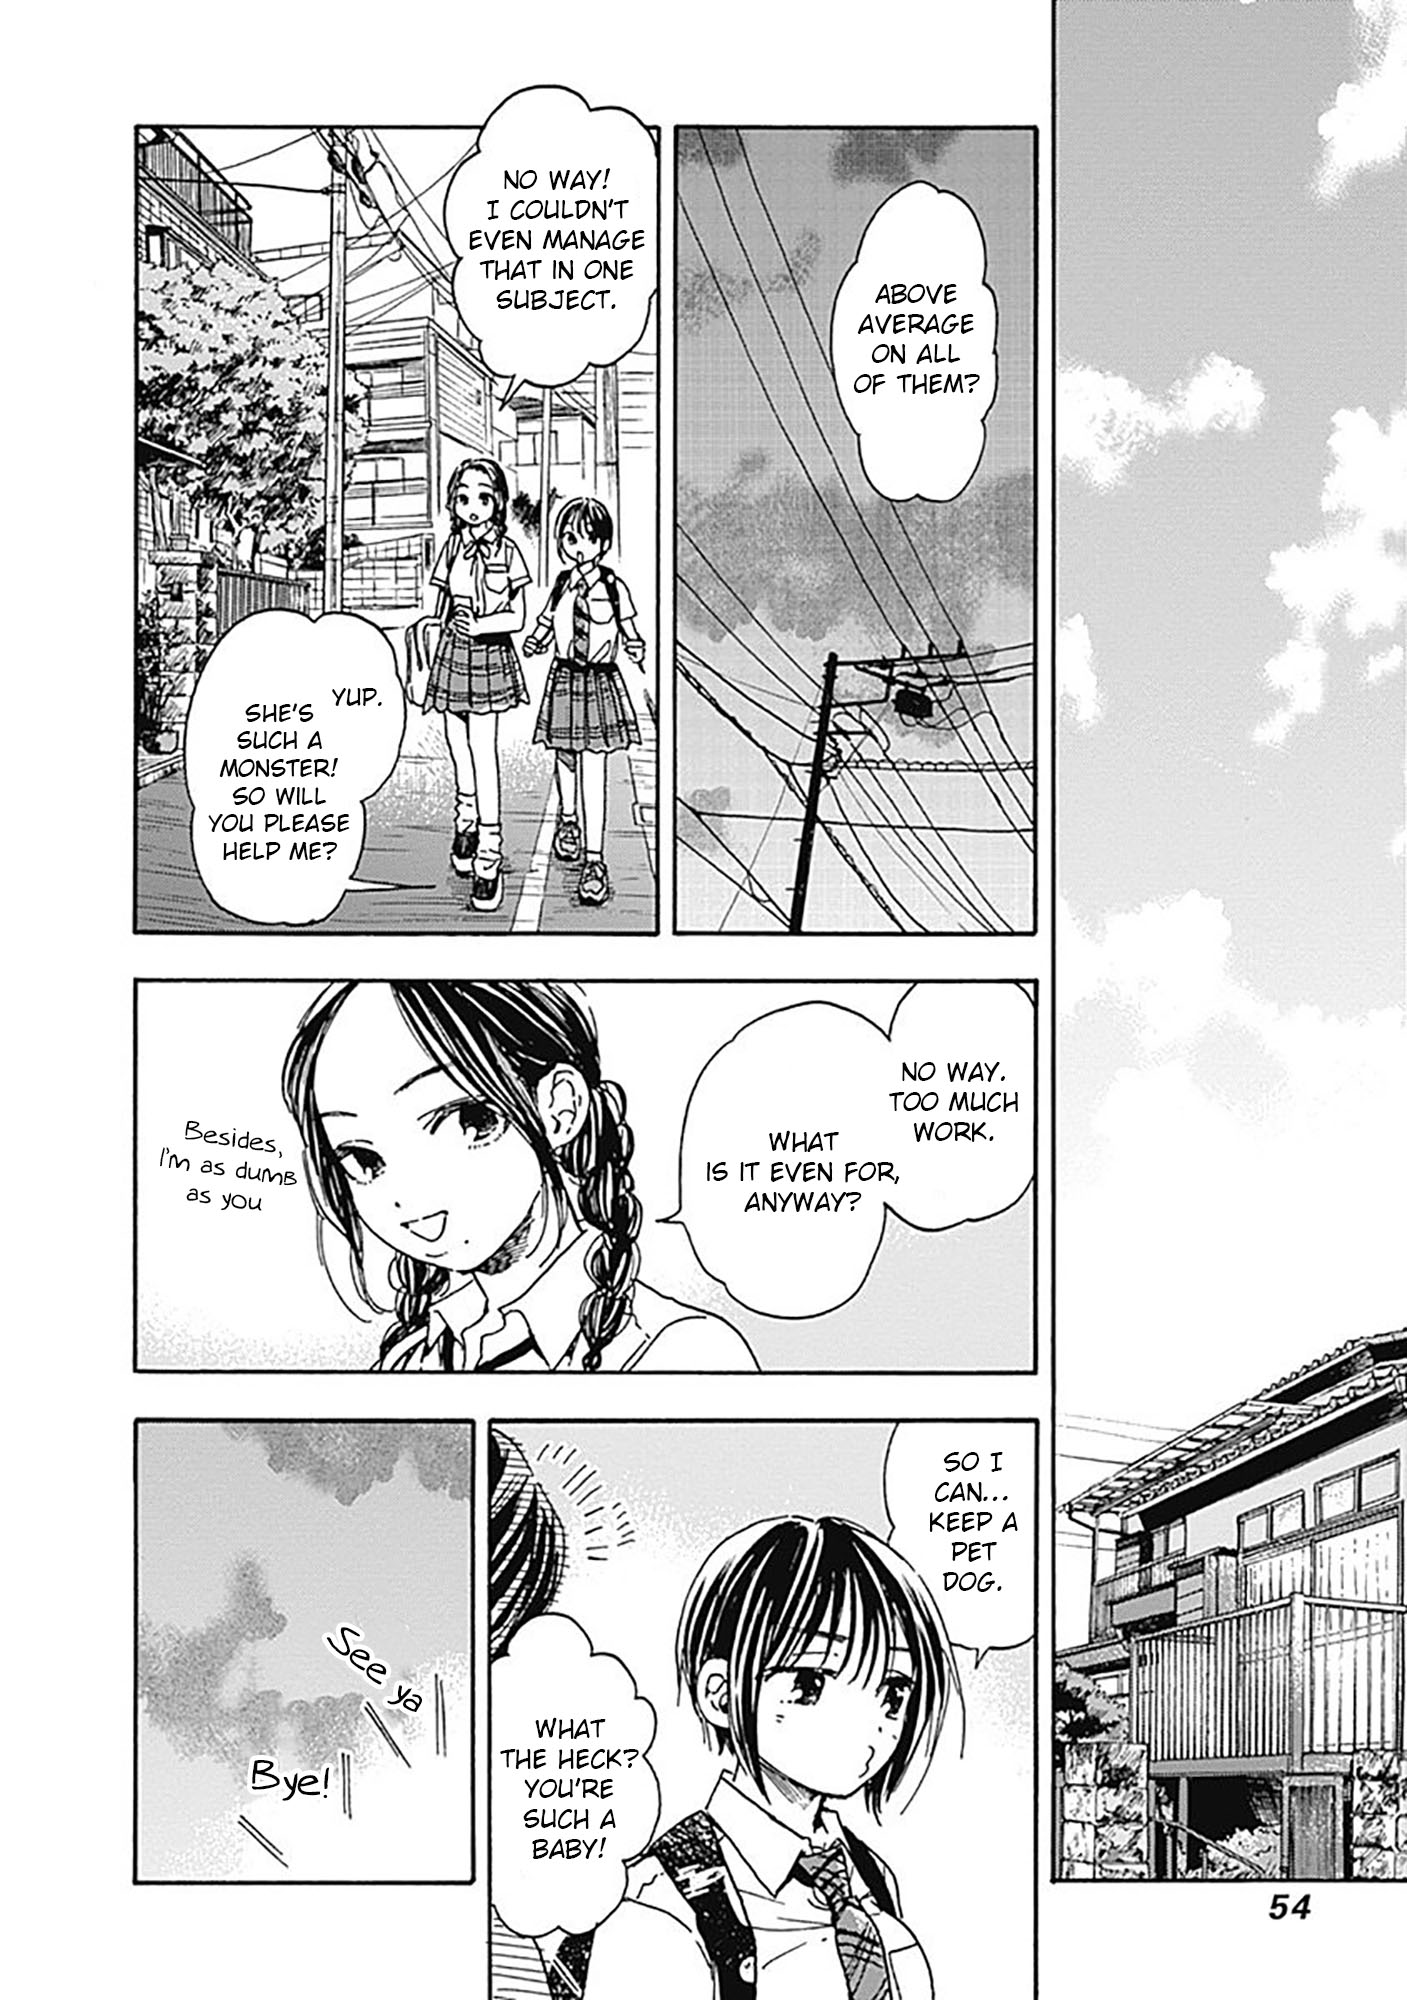 ABOVE
AVERAGE
ON ALL
OF THEM?
NO WAY!
I COULDN'T
EVEN MANAGE
THAT IN ONE
SUBJECT.
YUP.
SHE'S
SUCH A
MONSTER!
SO WILL
YOU PLEASE
HELP ME?
NO WAY.
TOO MUCH
WORK.
WHAT
IS IT EVEN FOR,
ANYWAY?
Besides,
I'm as dumb
as you
SO I
CAN...
KEEP A
PET
DOG.
WHAT
THE HECK?
YOU'RE
SUCH A
BABY!
See ya
Bye!
54